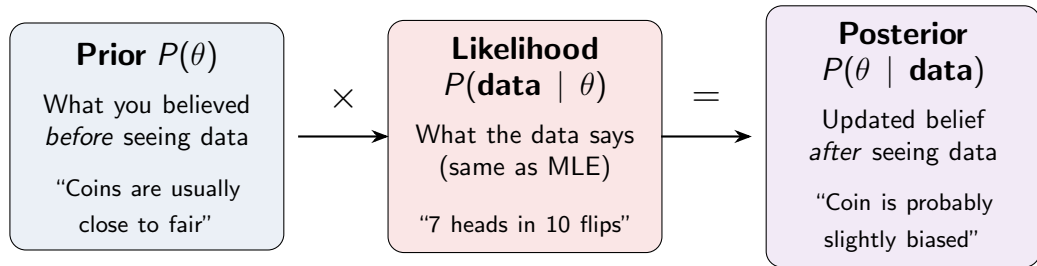 Prior P(θ)
What you believed
before seeing data
“Coins are usually
close to fair”
×
Likelihood
P(data | θ)
What the data says
(same as MLE)
“7 heads in 10 flips”
=
Posterior
P(θ | data)
Updated belief
after seeing data
“Coin is probably
slightly biased”